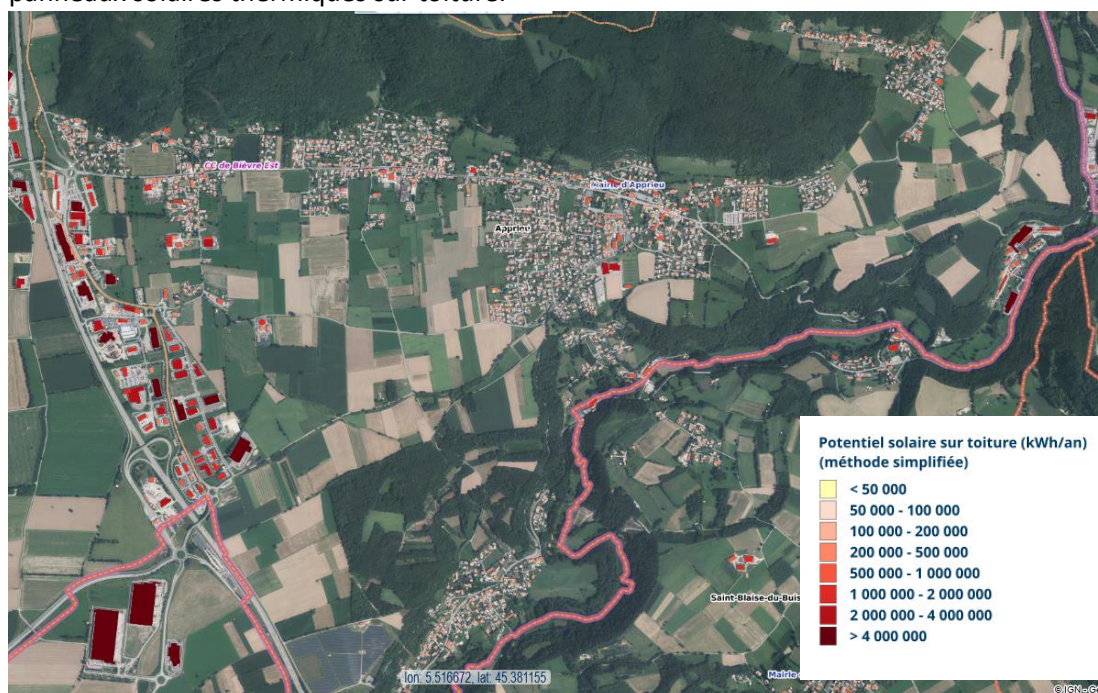 panneaux solaires thermiques sur toiture.
CC de Bièvre Est
Mairie d'Apprieu
Apprieu
Potentiel solaire sur toiture (kWh/an)
(méthode simplifiée)
< 50 000
50 000 - 100 000
100 000 - 200 000
200 000 - 500 000
500 000 - 1 000 000
1 000 000 - 2 000 000
2 000 000 - 4 000 000
> 4 000 000
Saint-Blaise-du-Buis
Mairie
lon: 5.516672, lat: 45.381155
© IGN - G